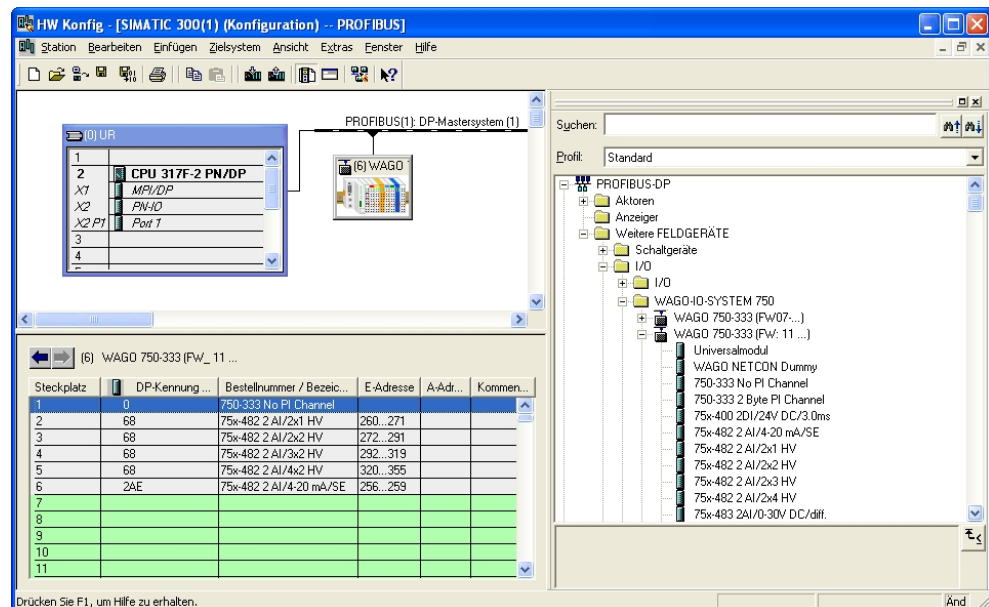 HW Konfig - [SIMATIC 300(1) (Konfiguration) -- PROFIBUS]
Station Bearbeiten Einfügen Zielsystem Ansicht Extras Fenster Hilfe
(0) UR
1
2 CPU 317F-2 PN/DP
X1 MPI/DP
X2 PN-IO
X2 P1 Port 1
3
4
PROFIBUS(1): DP-Mastersystem (1)
(6) WAGO
(6) WAGO 750-333 (FW_ 11 ...
Steckplatz DP-Kennung ... Bestellnummer / Bezeic... E-Adresse A-Adr... Kommen...
1 0 750-333 No PI Channel
2 68 75x-482 2 AI/2x1 HV 260...271
3 68 75x-482 2 AI/2x2 HV 272...291
4 68 75x-482 2 AI/3x2 HV 292...319
5 68 75x-482 2 AI/4x2 HV 320...355
6 2AE 75x-482 2 AI/4-20 mA/SE 256...259
7
8
9
10
11
Suchen:
Profil: Standard
PROFIBUS-DP
Aktoren
Anzeiger
Weitere FELDGERÄTE
Schaltgeräte
I/O
I/O
WAGO-IO-SYSTEM 750
WAGO 750-333 (FW07-...)
WAGO 750-333 (FW: 11 ...)
Universalmodul
WAGO NETCON Dummy
750-333 No PI Channel
750-333 2 Byte PI Channel
75x-400 2DI/24V DC/3.0ms
75x-482 2 AI/4-20 mA/SE
75x-482 2 AI/2x1 HV
75x-482 2 AI/2x2 HV
75x-482 2 AI/2x3 HV
75x-482 2 AI/2x4 HV
75x-483 2AI/0-30V DC/diff.
Drücken Sie F1, um Hilfe zu erhalten.
Änd